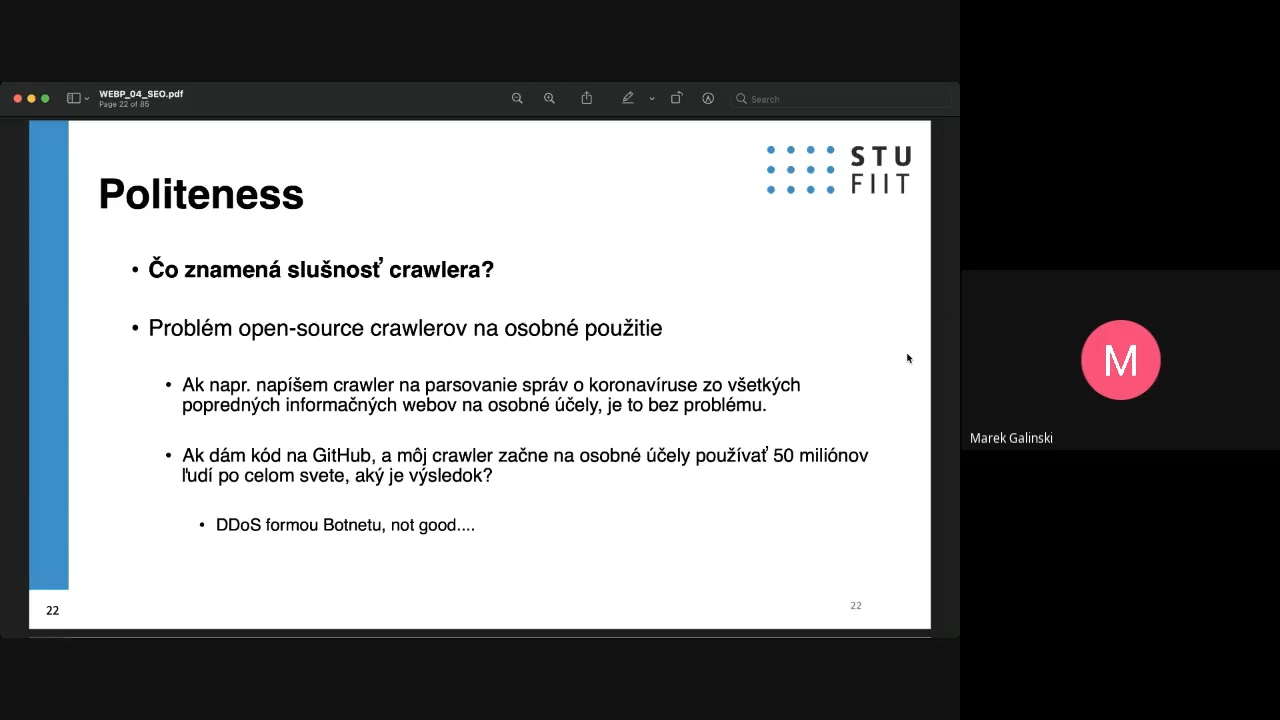 WEBP_04_SEO.pdf
Page 22 of 85
Search
STU
FIIT
Politeness
• Čo znamená slušnosť crawlera?
• Problém open-source crawlerov na osobné použitie
• Ak napr. napíšem crawler na parsovanie správ o koronavíruse zo všetkých
popredných informačných webov na osobné účely, je to bez problému.
• Ak dám kód na GitHub, a môj crawler začne na osobné účely používať 50 miliónov
ľudí po celom svete, aký je výsledok?
• DDoS formou Botnetu, not good....
22
22
M
Marek Galinski